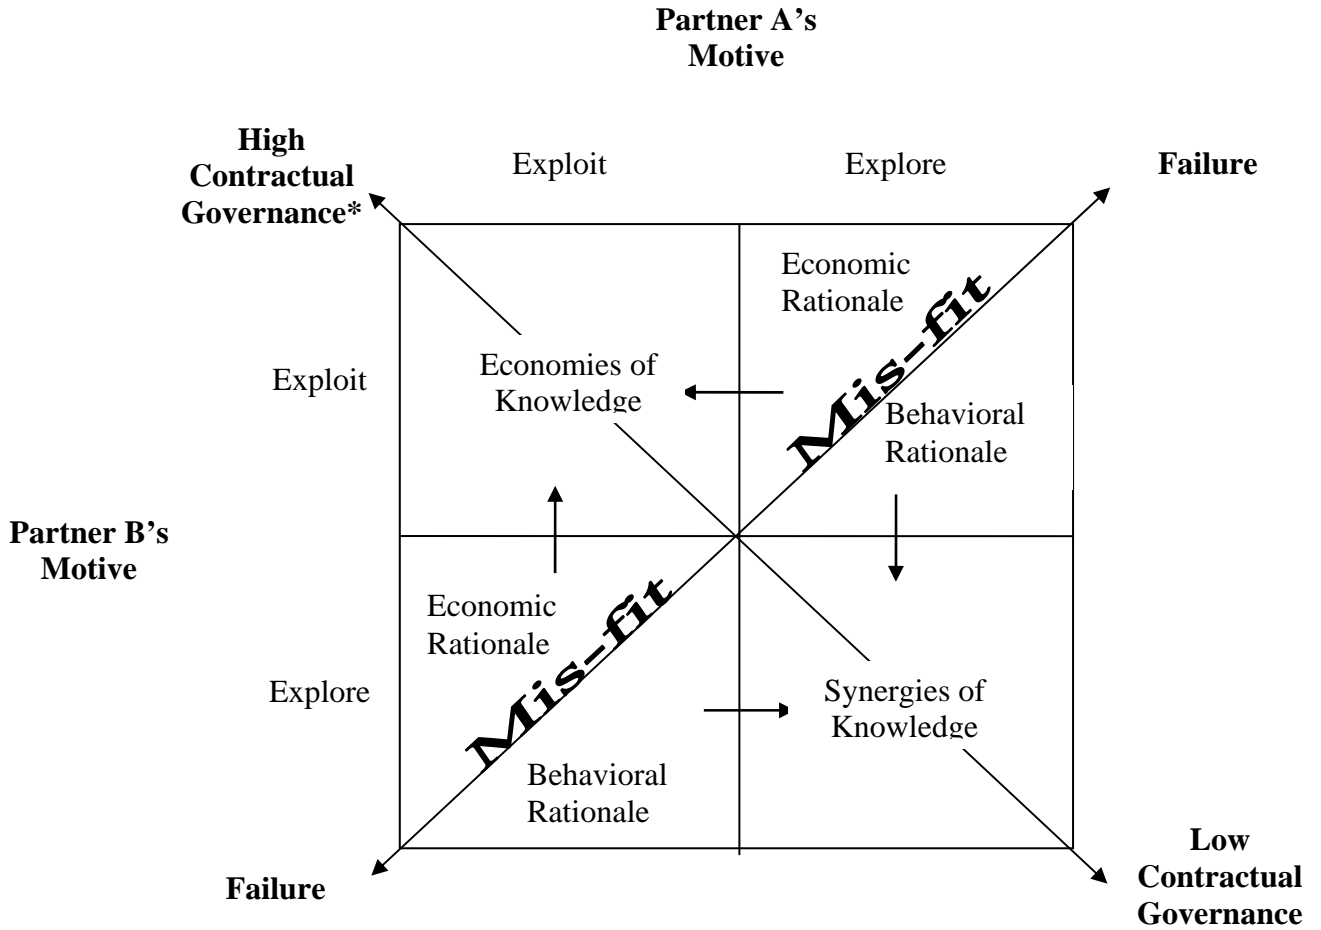 Partner A's
Motive
High
Contractual
Governance*
Exploit
Explore
Failure
Economic
Rationale
Mis-fit
Economies of
Knowledge
Exploit
Behavioral
Rationale
Partner B's
Motive
Economic
Rationale
Mis-fit
Explore
Synergies of
Knowledge
Behavioral
Rationale
Failure
Low
Contractual
Governance